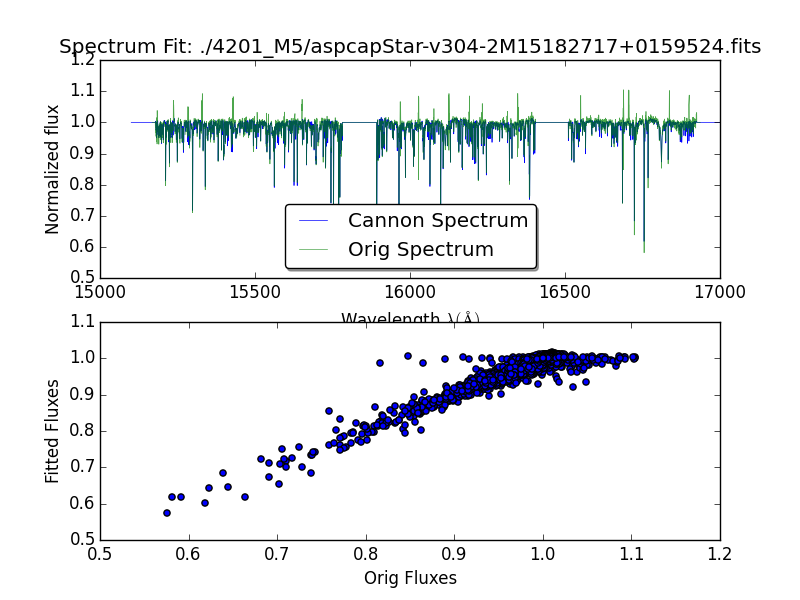 Spectrum Fit: ./4201_M5/aspcapStar-v304-2M15182717+0159524.fits
1.2
1.1
1.0
0.9
0.8
0.7
0.6
0.5
Normalized flux
Cannon Spectrum
Orig Spectrum
15000 15500 16000 16500 17000
Wavelength λ(Å)
1.1
1.0
0.9
0.8
0.7
0.6
0.5
Fitted Fluxes
0.5 0.6 0.7 0.8 0.9 1.0 1.1 1.2
Orig Fluxes